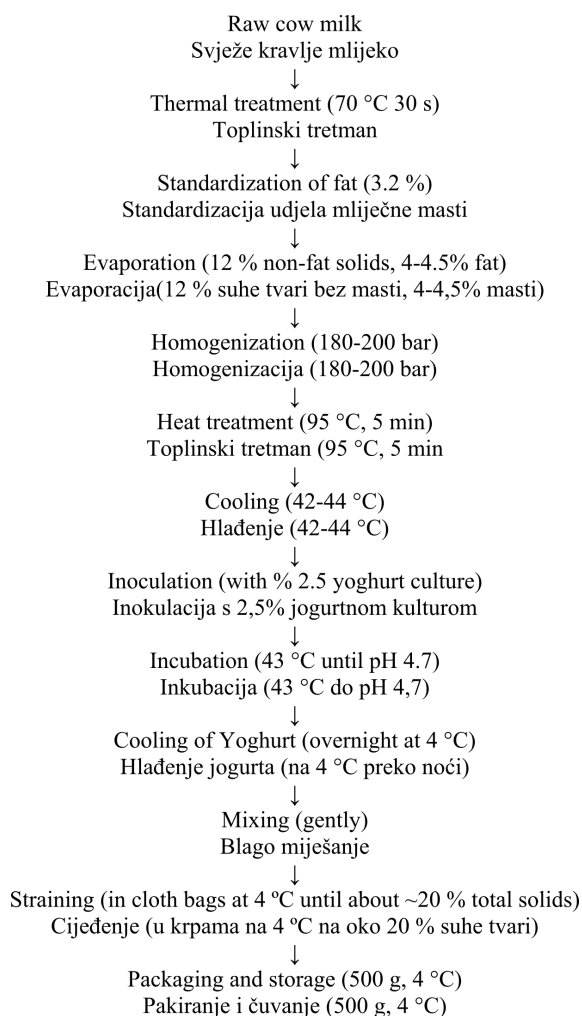 Raw cow milk
Svježe kravlje mlijeko
↓
Thermal treatment (70 °C 30 s)
Toplinski tretman
↓
Standardization of fat (3.2 %)
Standardizacija udjela mliječne masti
↓
Evaporation (12 % non-fat solids, 4-4.5% fat)
Evaporacija(12 % suhe tvari bez masti, 4-4,5% masti)
↓
Homogenization (180-200 bar)
Homogenizacija (180-200 bar)
↓
Heat treatment (95 °C, 5 min)
Toplinski tretman (95 °C, 5 min
↓
Cooling (42-44 °C)
Hlađenje (42-44 °C)
↓
Inoculation (with % 2.5 yoghurt culture)
Inokulacija s 2,5% jogurtnom kulturom
↓
Incubation (43 °C until pH 4.7)
Inkubacija (43 °C do pH 4,7)
↓
Cooling of Yoghurt (overnight at 4 °C)
Hlađenje jogurta (na 4 °C preko noći)
↓
Mixing (gently)
Blago miješanje
↓
Straining (in cloth bags at 4 ºC until about ~20 % total solids)
Cijeđenje (u krpama na 4 ºC na oko 20 % suhe tvari)
↓
Packaging and storage (500 g, 4 °C)
Pakiranje i čuvanje (500 g, 4 °C)